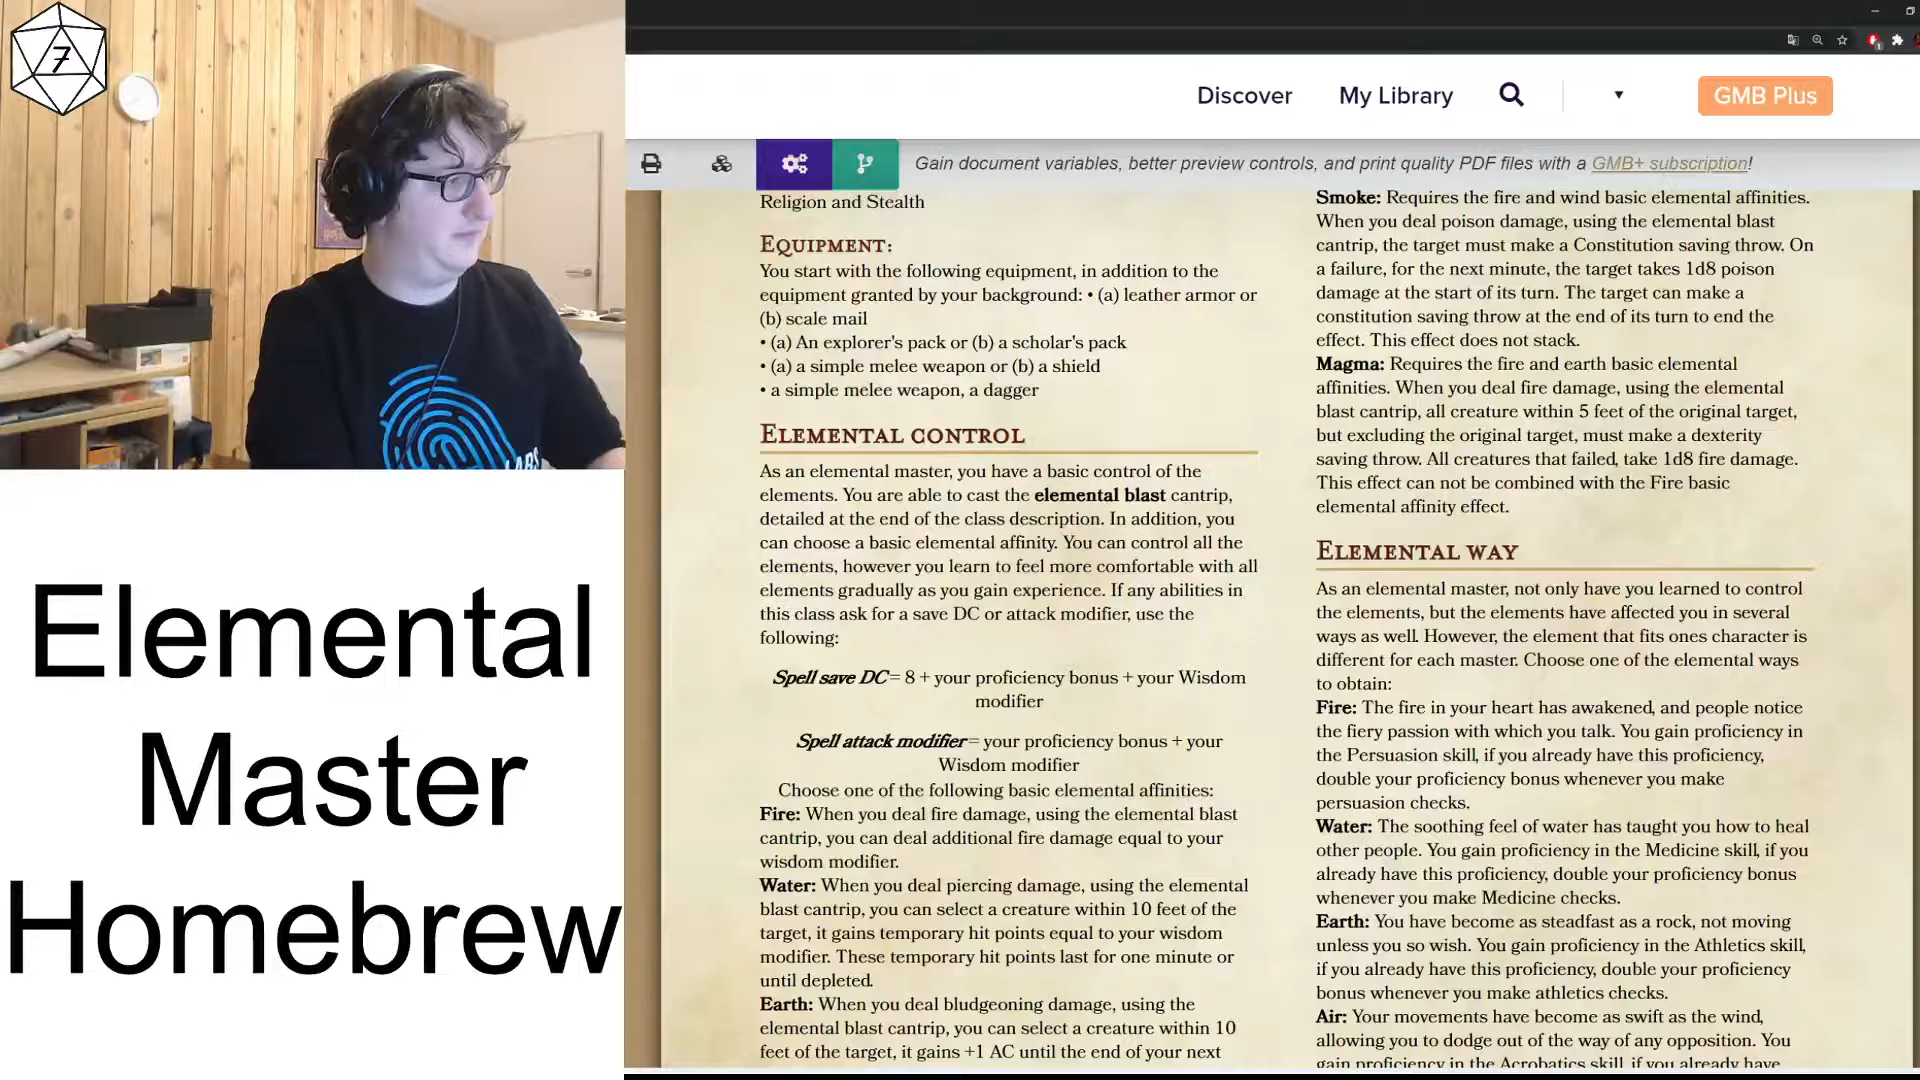 7
Elemental
Master
Homebrew
Discover
My Library
GMB Plus
Gain document variables, better preview controls, and print quality PDF files with a GMB+ subscription!
Religion and Stealth
EQUIPMENT:
You start with the following equipment, in addition to the
equipment granted by your background: • (a) leather armor or
(b) scale mail
• (a) An explorer's pack or (b) a scholar's pack
• (a) a simple melee weapon or (b) a shield
• a simple melee weapon, a dagger
ELEMENTAL CONTROL
As an elemental master, you have a basic control of the
elements. You are able to cast the elemental blast cantrip,
detailed at the end of the class description. In addition, you
can choose a basic elemental affinity. You can control all the
elements, however you learn to feel more comfortable with all
elements gradually as you gain experience. If any abilities in
this class ask for a save DC or attack modifier, use the
following:
Spell save DC= 8 + your proficiency bonus + your Wisdom
modifier
Spell attack modifier= your proficiency bonus + your
Wisdom modifier
Choose one of the following basic elemental affinities:
Fire: When you deal fire damage, using the elemental blast
cantrip, you can deal additional fire damage equal to your
wisdom modifier.
Water: When you deal piercing damage, using the elemental
blast cantrip, you can select a creature within 10 feet of the
target, it gains temporary hit points equal to your wisdom
modifier. These temporary hit points last for one minute or
until depleted.
Earth: When you deal bludgeoning damage, using the
elemental blast cantrip, you can select a creature within 10
feet of the target, it gains +1 AC until the end of your next
Smoke: Requires the fire and wind basic elemental affinities.
When you deal poison damage, using the elemental blast
cantrip, the target must make a Constitution saving throw. On
a failure, for the next minute, the target takes 1d8 poison
damage at the start of its turn. The target can make a
constitution saving throw at the end of its turn to end the
effect. This effect does not stack.
Magma: Requires the fire and earth basic elemental
affinities. When you deal fire damage, using the elemental
blast cantrip, all creature within 5 feet of the original target,
but excluding the original target, must make a dexterity
saving throw. All creatures that failed, take 1d8 fire damage.
This effect can not be combined with the Fire basic
elemental affinity effect.
ELEMENTAL WAY
As an elemental master, not only have you learned to control
the elements, but the elements have affected you in several
ways as well. However, the element that fits ones character is
different for each master. Choose one of the elemental ways
to obtain:
Fire: The fire in your heart has awakened, and people notice
the fiery passion with which you talk. You gain proficiency in
the Persuasion skill, if you already have this proficiency,
double your proficiency bonus whenever you make
persuasion checks.
Water: The soothing feel of water has taught you how to heal
other people. You gain proficiency in the Medicine skill, if you
already have this proficiency, double your proficiency bonus
whenever you make Medicine checks.
Earth: You have become as steadfast as a rock, not moving
unless you so wish. You gain proficiency in the Athletics skill,
if you already have this proficiency, double your proficiency
bonus whenever you make athletics checks.
Air: Your movements have become as swift as the wind,
allowing you to dodge out of the way of any opposition. You
gain proficiency in the Acrobatics skill, if you already have